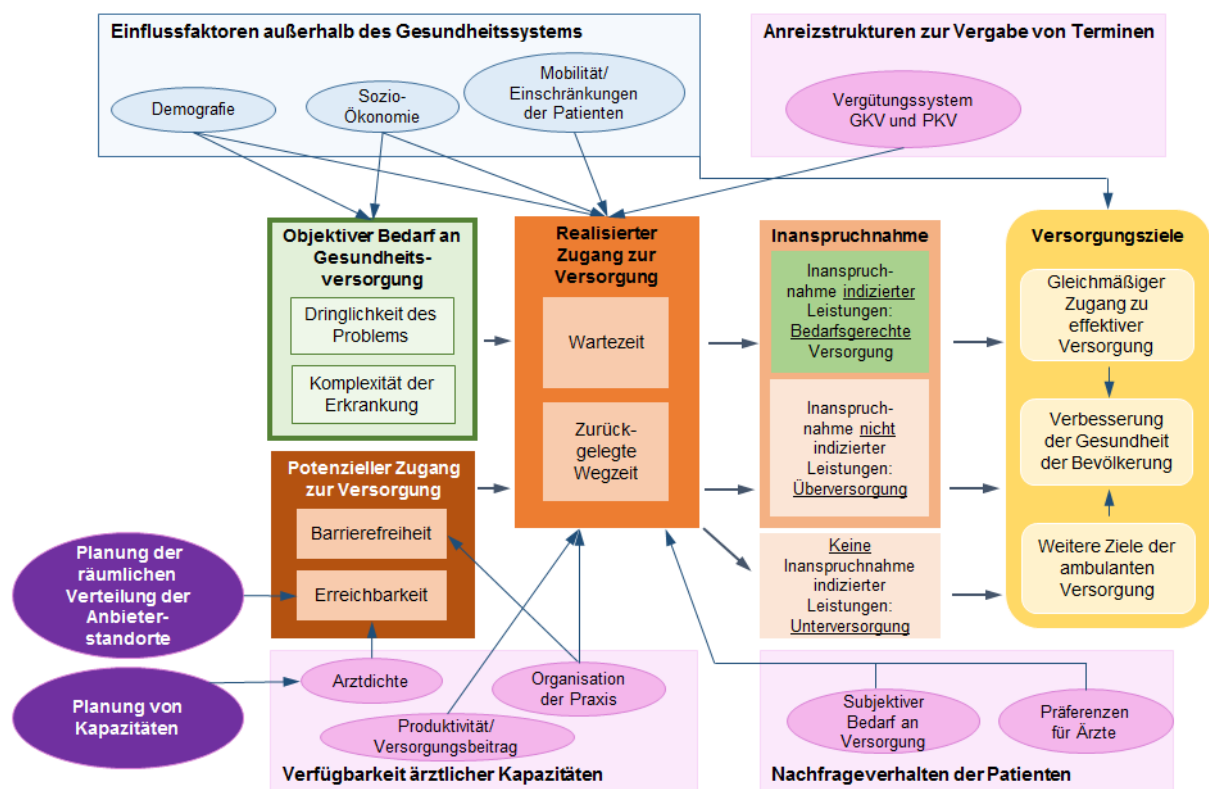 Einflussfaktoren außerhalb des Gesundheitssystems
Demografie
Sozio-
Ökonomie
Mobilität/
Einschränkungen
der Patienten
Anreizstrukturen zur Vergabe von Terminen
Vergütungssystem
GKV und PKV
Objektiver Bedarf an
Gesundheits-
versorgung
Dringlichkeit des
Problems
Komplexität der
Erkrankung
Potenzieller Zugang
zur Versorgung
Barrierefreiheit
Erreichbarkeit
Realisierter
Zugang zur
Versorgung
Wartezeit
Zurück-
gelegte
Wegzeit
Inanspruchnahme
Inanspruch-
nahme indizierter
Leistungen:
Bedarfsgerechte
Versorgung
Inanspruch-
nahme nicht
indizierter
Leistungen:
Überversorgung
Keine
Inanspruchnahme
indizierter
Leistungen:
Unterversorgung
Versorgungsziele
Gleichmäßiger
Zugang zu
effektiver
Versorgung
Verbesserung
der Gesundheit
der Bevölkerung
Weitere Ziele der
ambulanten
Versorgung
Planung der
räumlichen
Verteilung der
Anbieter-
standorte
Planung von
Kapazitäten
Arztdichte
Organisation
der Praxis
Produktivität/
Versorgungsbeitrag
Verfügbarkeit ärztlicher Kapazitäten
Subjektiver
Bedarf an
Versorgung
Präferenzen
für Ärzte
Nachfrageverhalten der Patienten